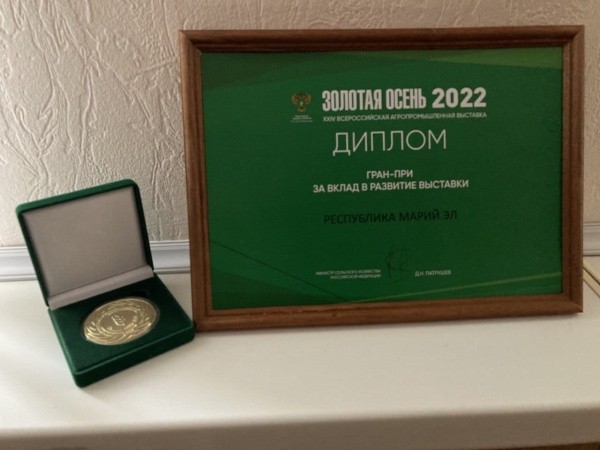 ЗОЛОТАЯ ОСЕНЬ 2022
XXIV ВСЕРОССИЙСКАЯ АГРОПРОМЫШЛЕННАЯ ВЫСТАВКА
ДИПЛОМ
ГРАН-ПРИ
ЗА ВКЛАД В РАЗВИТИЕ ВЫСТАВКИ
РЕСПУБЛИКА МАРИЙ ЭЛ
МИНИСТР СЕЛЬСКОГО ХОЗЯЙСТВА
РОССИЙСКОЙ ФЕДЕРАЦИИ
Д.Н. ПАТРУШЕВ